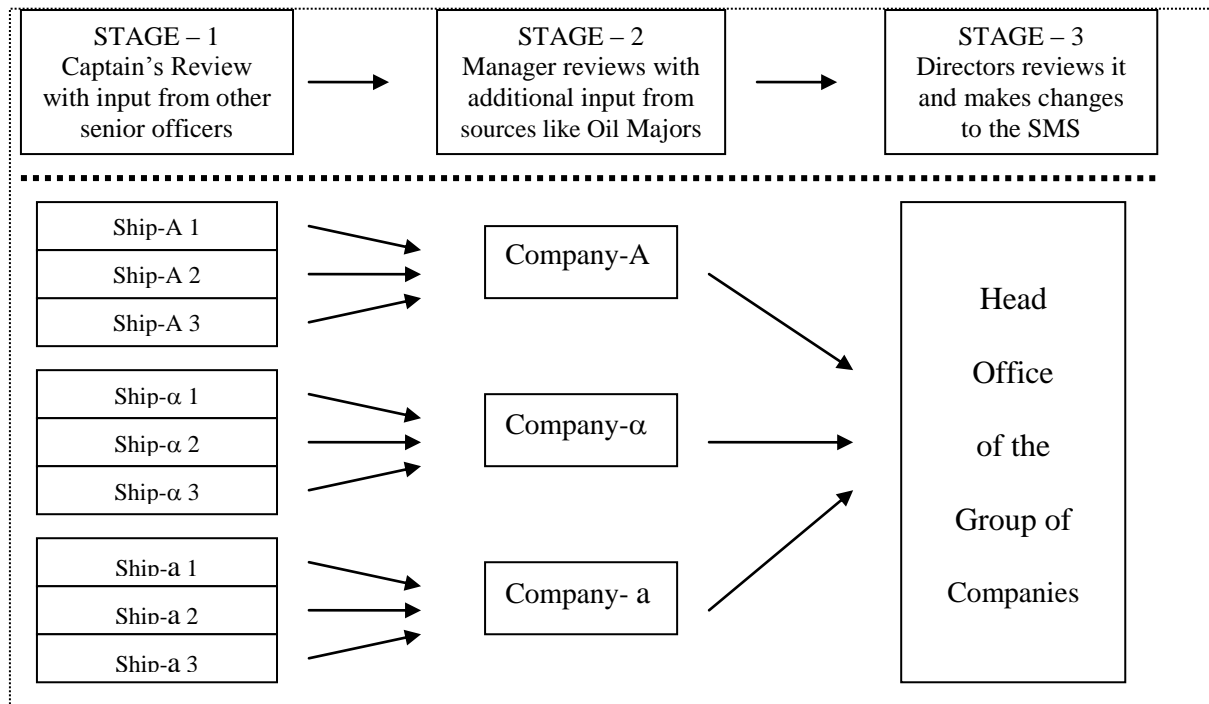 STAGE – 1
Captain's Review
with input from other
senior officers
STAGE – 2
Manager reviews with
additional input from
sources like Oil Majors
STAGE – 3
Directors reviews it
and makes changes
to the SMS
Ship-A 1
Ship-A 2
Ship-A 3
Company-A
Ship-α 1
Ship-α 2
Ship-α 3
Company-α
Ship-a 1
Ship-a 2
Ship-a 3
Company- a
Head
Office
of the
Group of
Companies